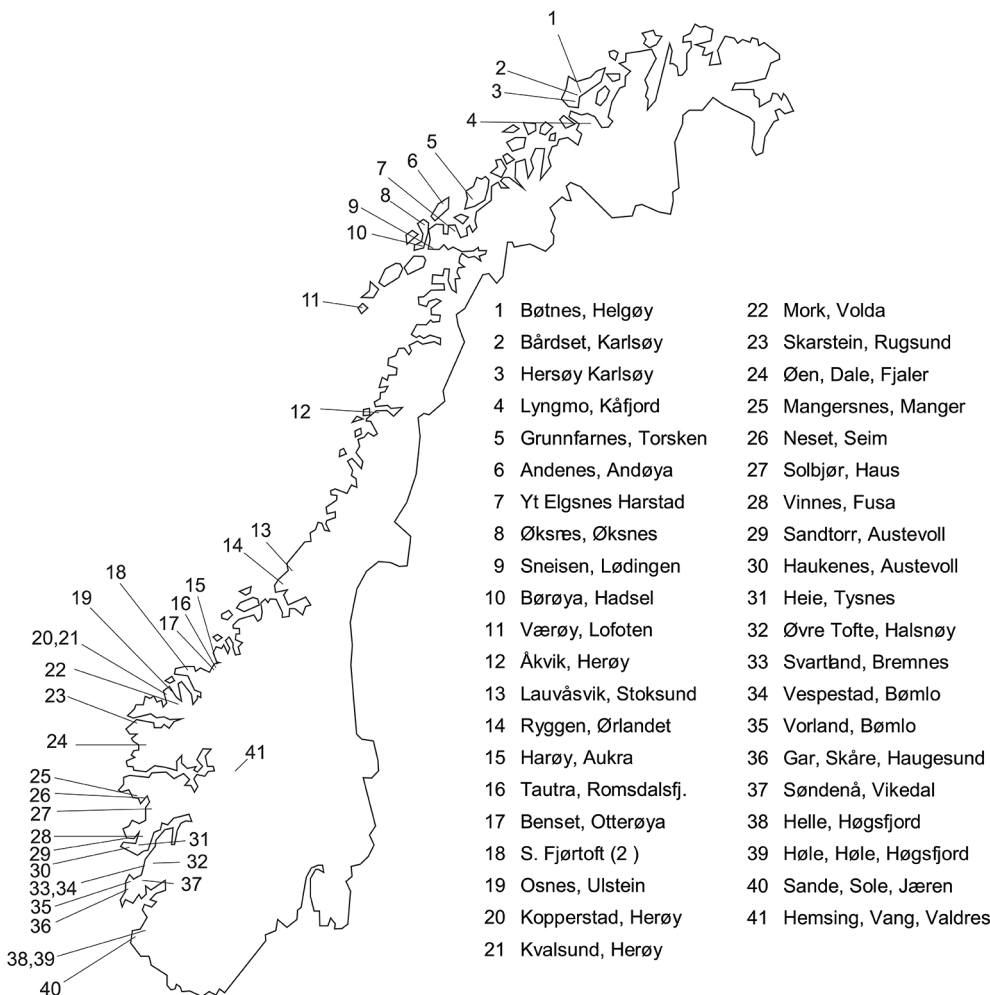 1
2
3
4
5
6
7
8
9
10
11
12
13
14
15
16
17
18
19
20,21
22
23
24
41
25
26
27
28
29
30
31
32
33,34
35
36
37
38,39
40
1 Bøtnes, Helgøy
2 Bårdset, Karlsøy
3 Hersøy Karlsøy
4 Lyngmo, Kåfjord
5 Grunnfarnes, Torsken
6 Andenes, Andøya
7 Yt Elgsnes Harstad
8 Øksnes, Øksnes
9 Sneisen, Lødingen
10 Børøya, Hadsel
11 Værøy, Lofoten
12 Åkvik, Herøy
13 Lauvåsvik, Stoksund
14 Ryggen, Ørlandet
15 Harøy, Aukra
16 Tautra, Romsdalsfj.
17 Benset, Otterøya
18 S. Fjørtoft (2 )
19 Osnes, Ulstein
20 Kopperstad, Herøy
21 Kvalsund, Herøy
22 Mork, Volda
23 Skarstein, Rugsund
24 Øen, Dale, Fjaler
25 Mangersnes, Manger
26 Neset, Seim
27 Solbjør, Haus
28 Vinnes, Fusa
29 Sandtorr, Austevoll
30 Haukenes, Austevoll
31 Heie, Tysnes
32 Øvre Tofte, Halsnøy
33 Svartland, Bremnes
34 Vespestad, Bømlo
35 Vorland, Bømlo
36 Gar, Skåre, Haugesund
37 Søndenå, Vikedal
38 Helle, Høgsfjord
39 Høle, Høle, Høgsfjord
40 Sande, Sole, Jæren
41 Hemsing, Vang, Valdres